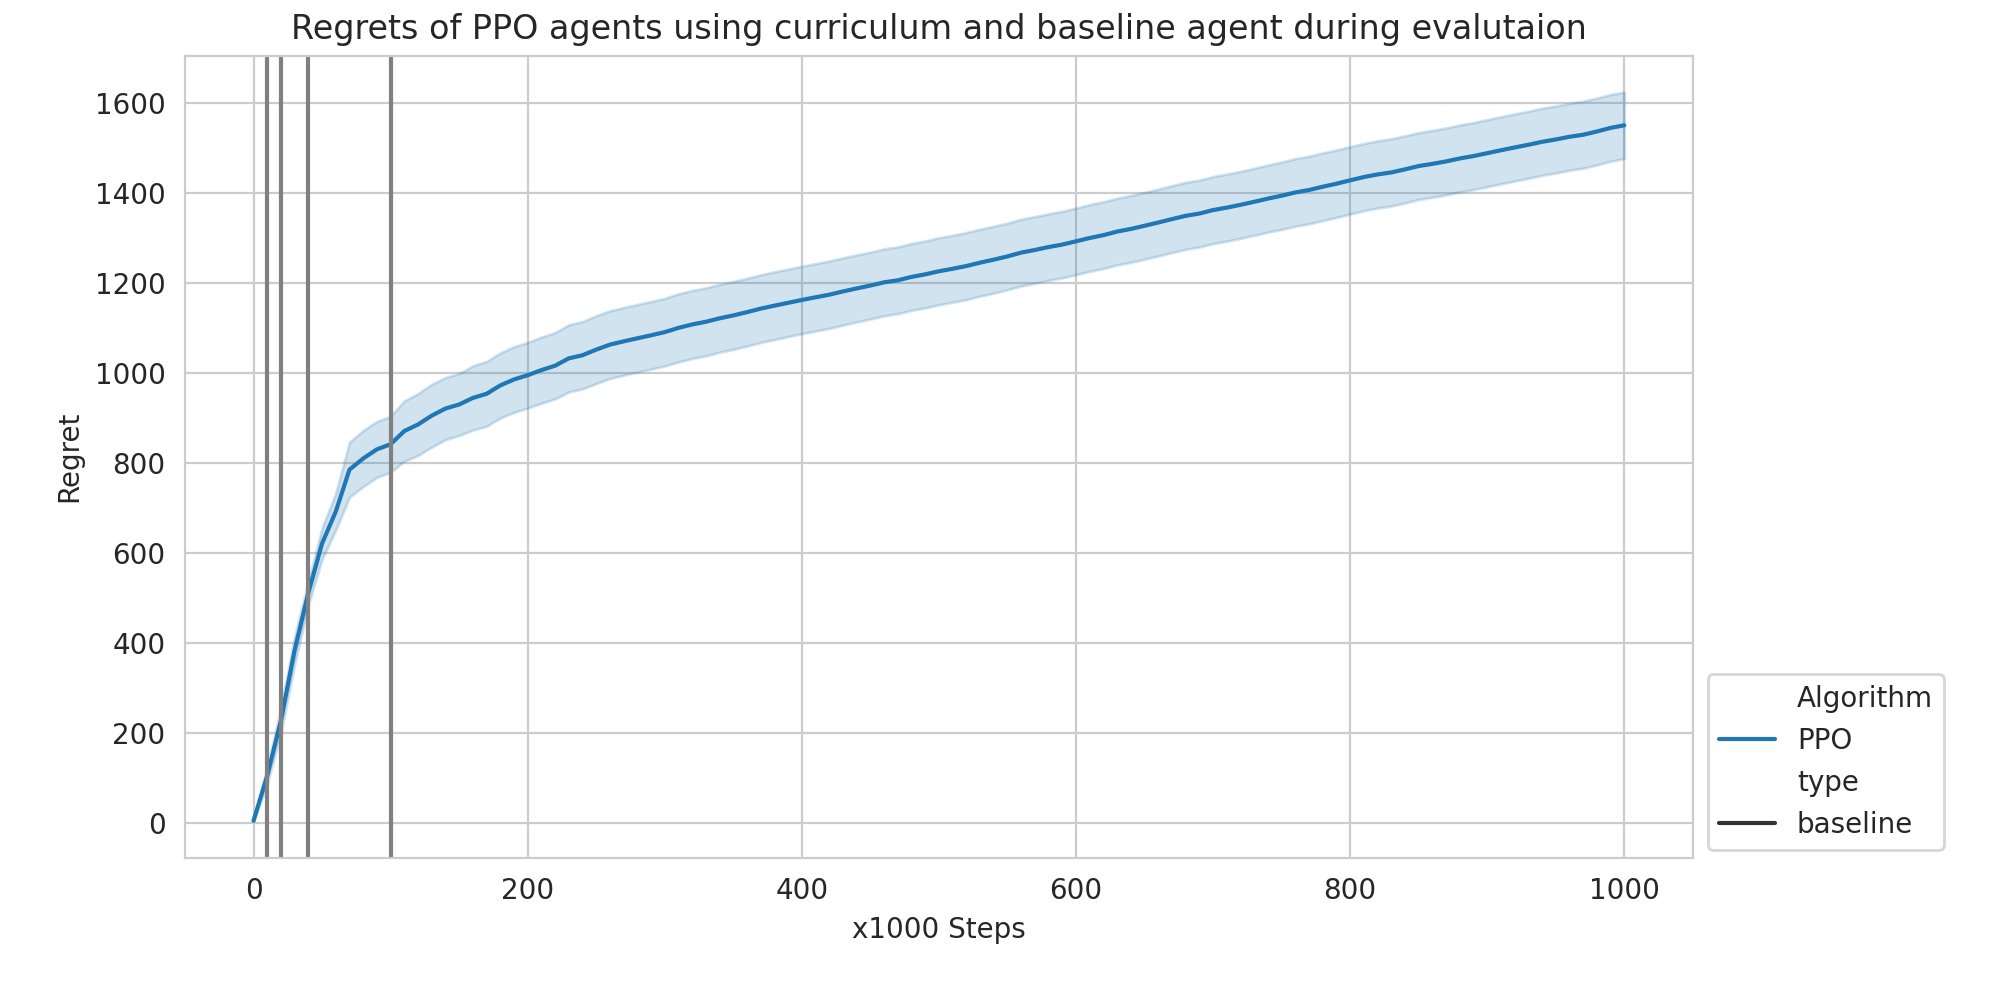 Regrets of PPO agents using curriculum and baseline agent during evalutaion
1600
1400
1200
1000
800
600
400
200
0
Regret
0 200 400 600 800 1000
x1000 Steps
Algorithm
PPO
type
baseline